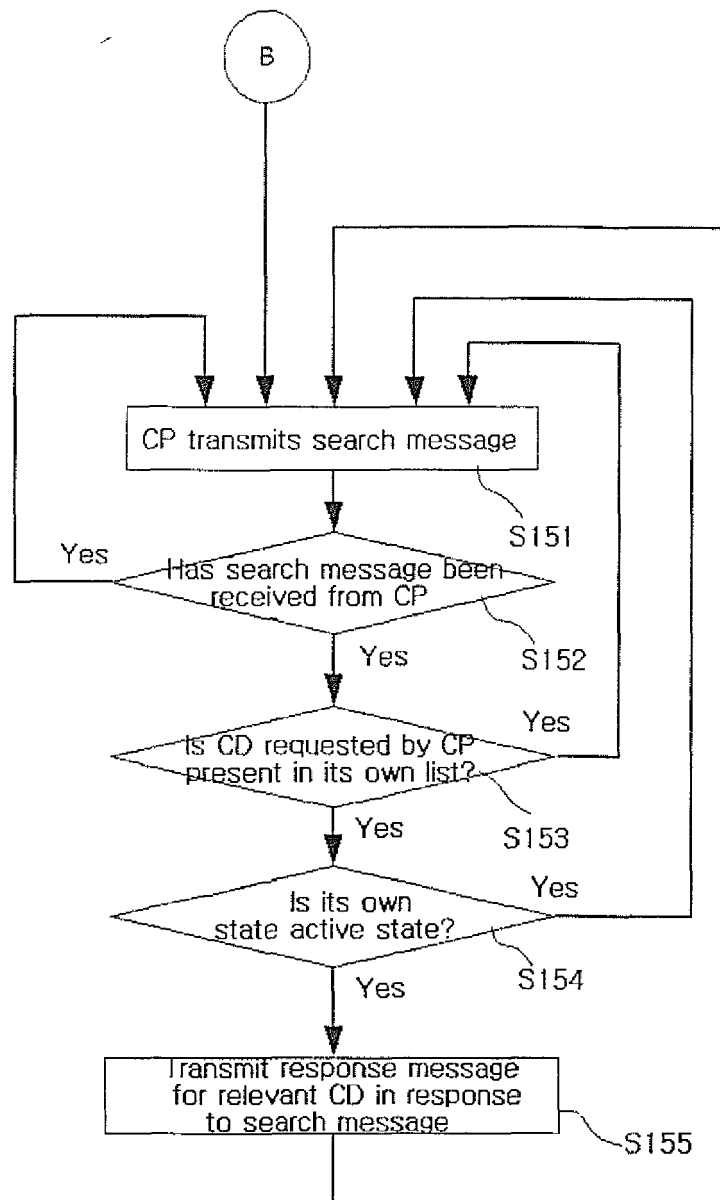 B
CP transmits search message
S151
Yes
Has search message been
received from CP
S152
Yes
Yes
Is CD requested by CP
present in its own list?
S153
Yes
Yes
Is its own
state active state?
S154
Yes
Transmit response message
for relevant CD in response
to search message
S155